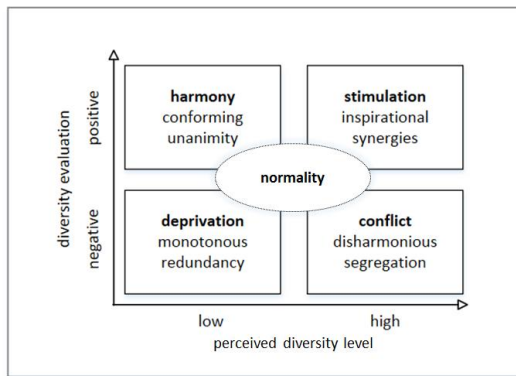 diversity evaluation
positive
negative
harmony
conforming
unanimity
stimulation
inspirational
synergies
normality
deprivation
monotonous
redundancy
conflict
disharmonious
segregation
low
high
perceived diversity level